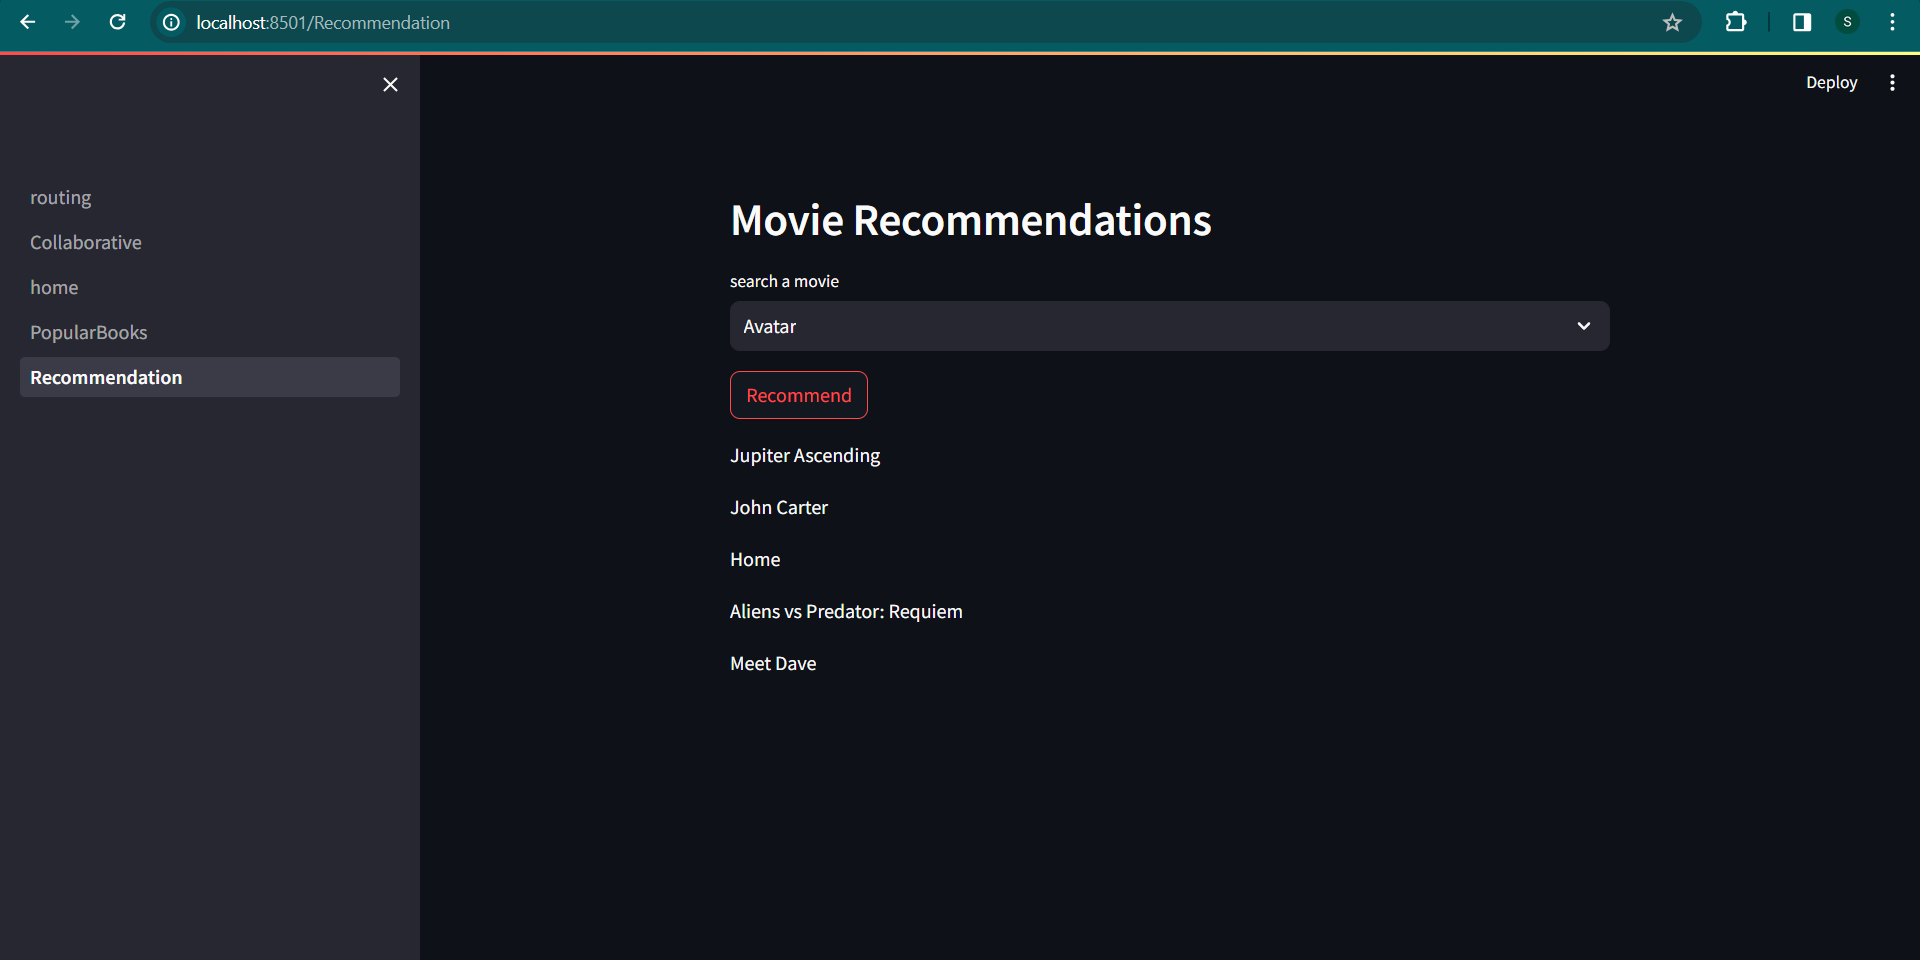 localhost:8501/Recommendation
S
Deploy
routing
Collaborative
home
PopularBooks
Recommendation
Movie Recommendations
search a movie
Avatar
Recommend
Jupiter Ascending
John Carter
Home
Aliens vs Predator: Requiem
Meet Dave